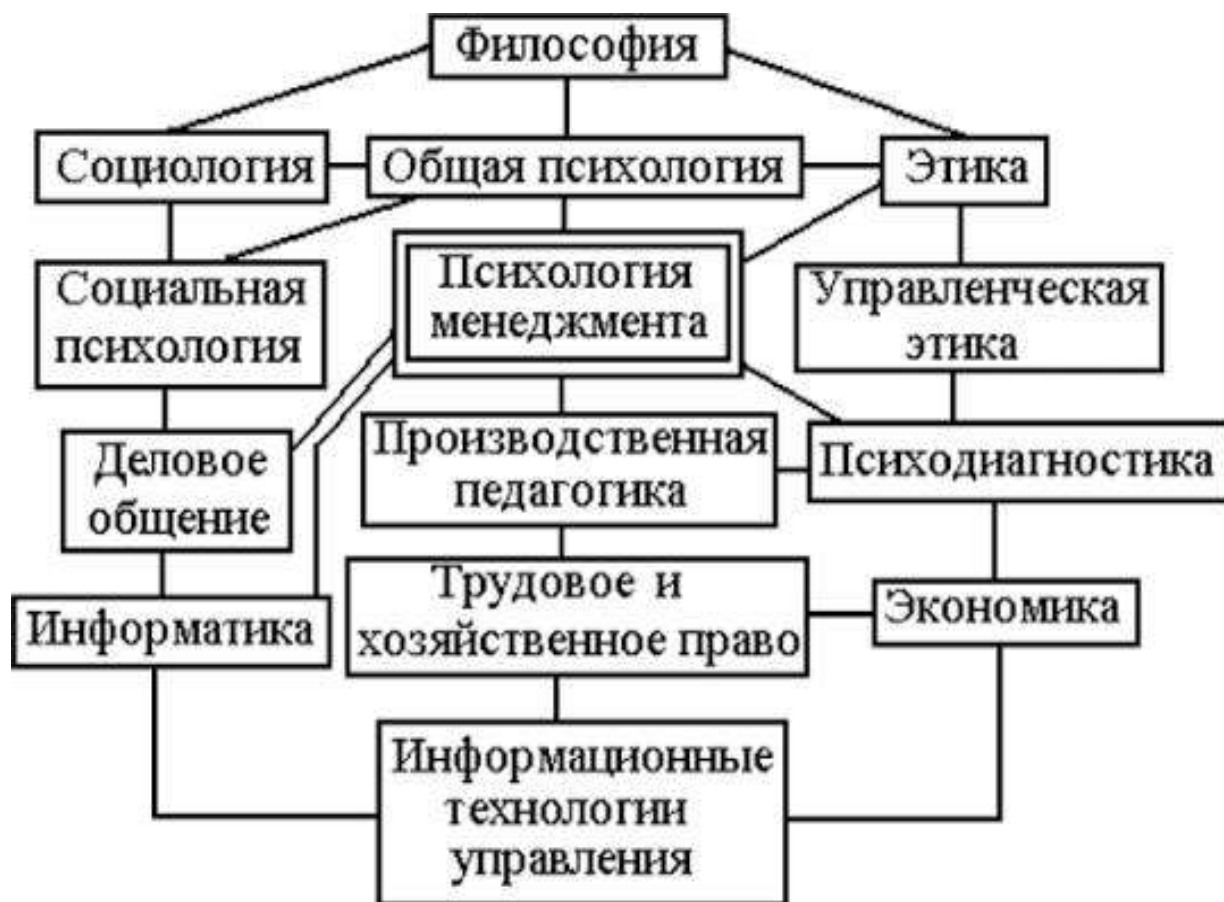 Философия
Социология
Общая психология
Этика
Социальная
психология
Психология
менеджмента
Управленческая
этика
Деловое
общение
Производственная
педагогика
Психодиагностика
Информатика
Трудовое и
хозяйственное право
Экономика
Информационные
технологии
управления